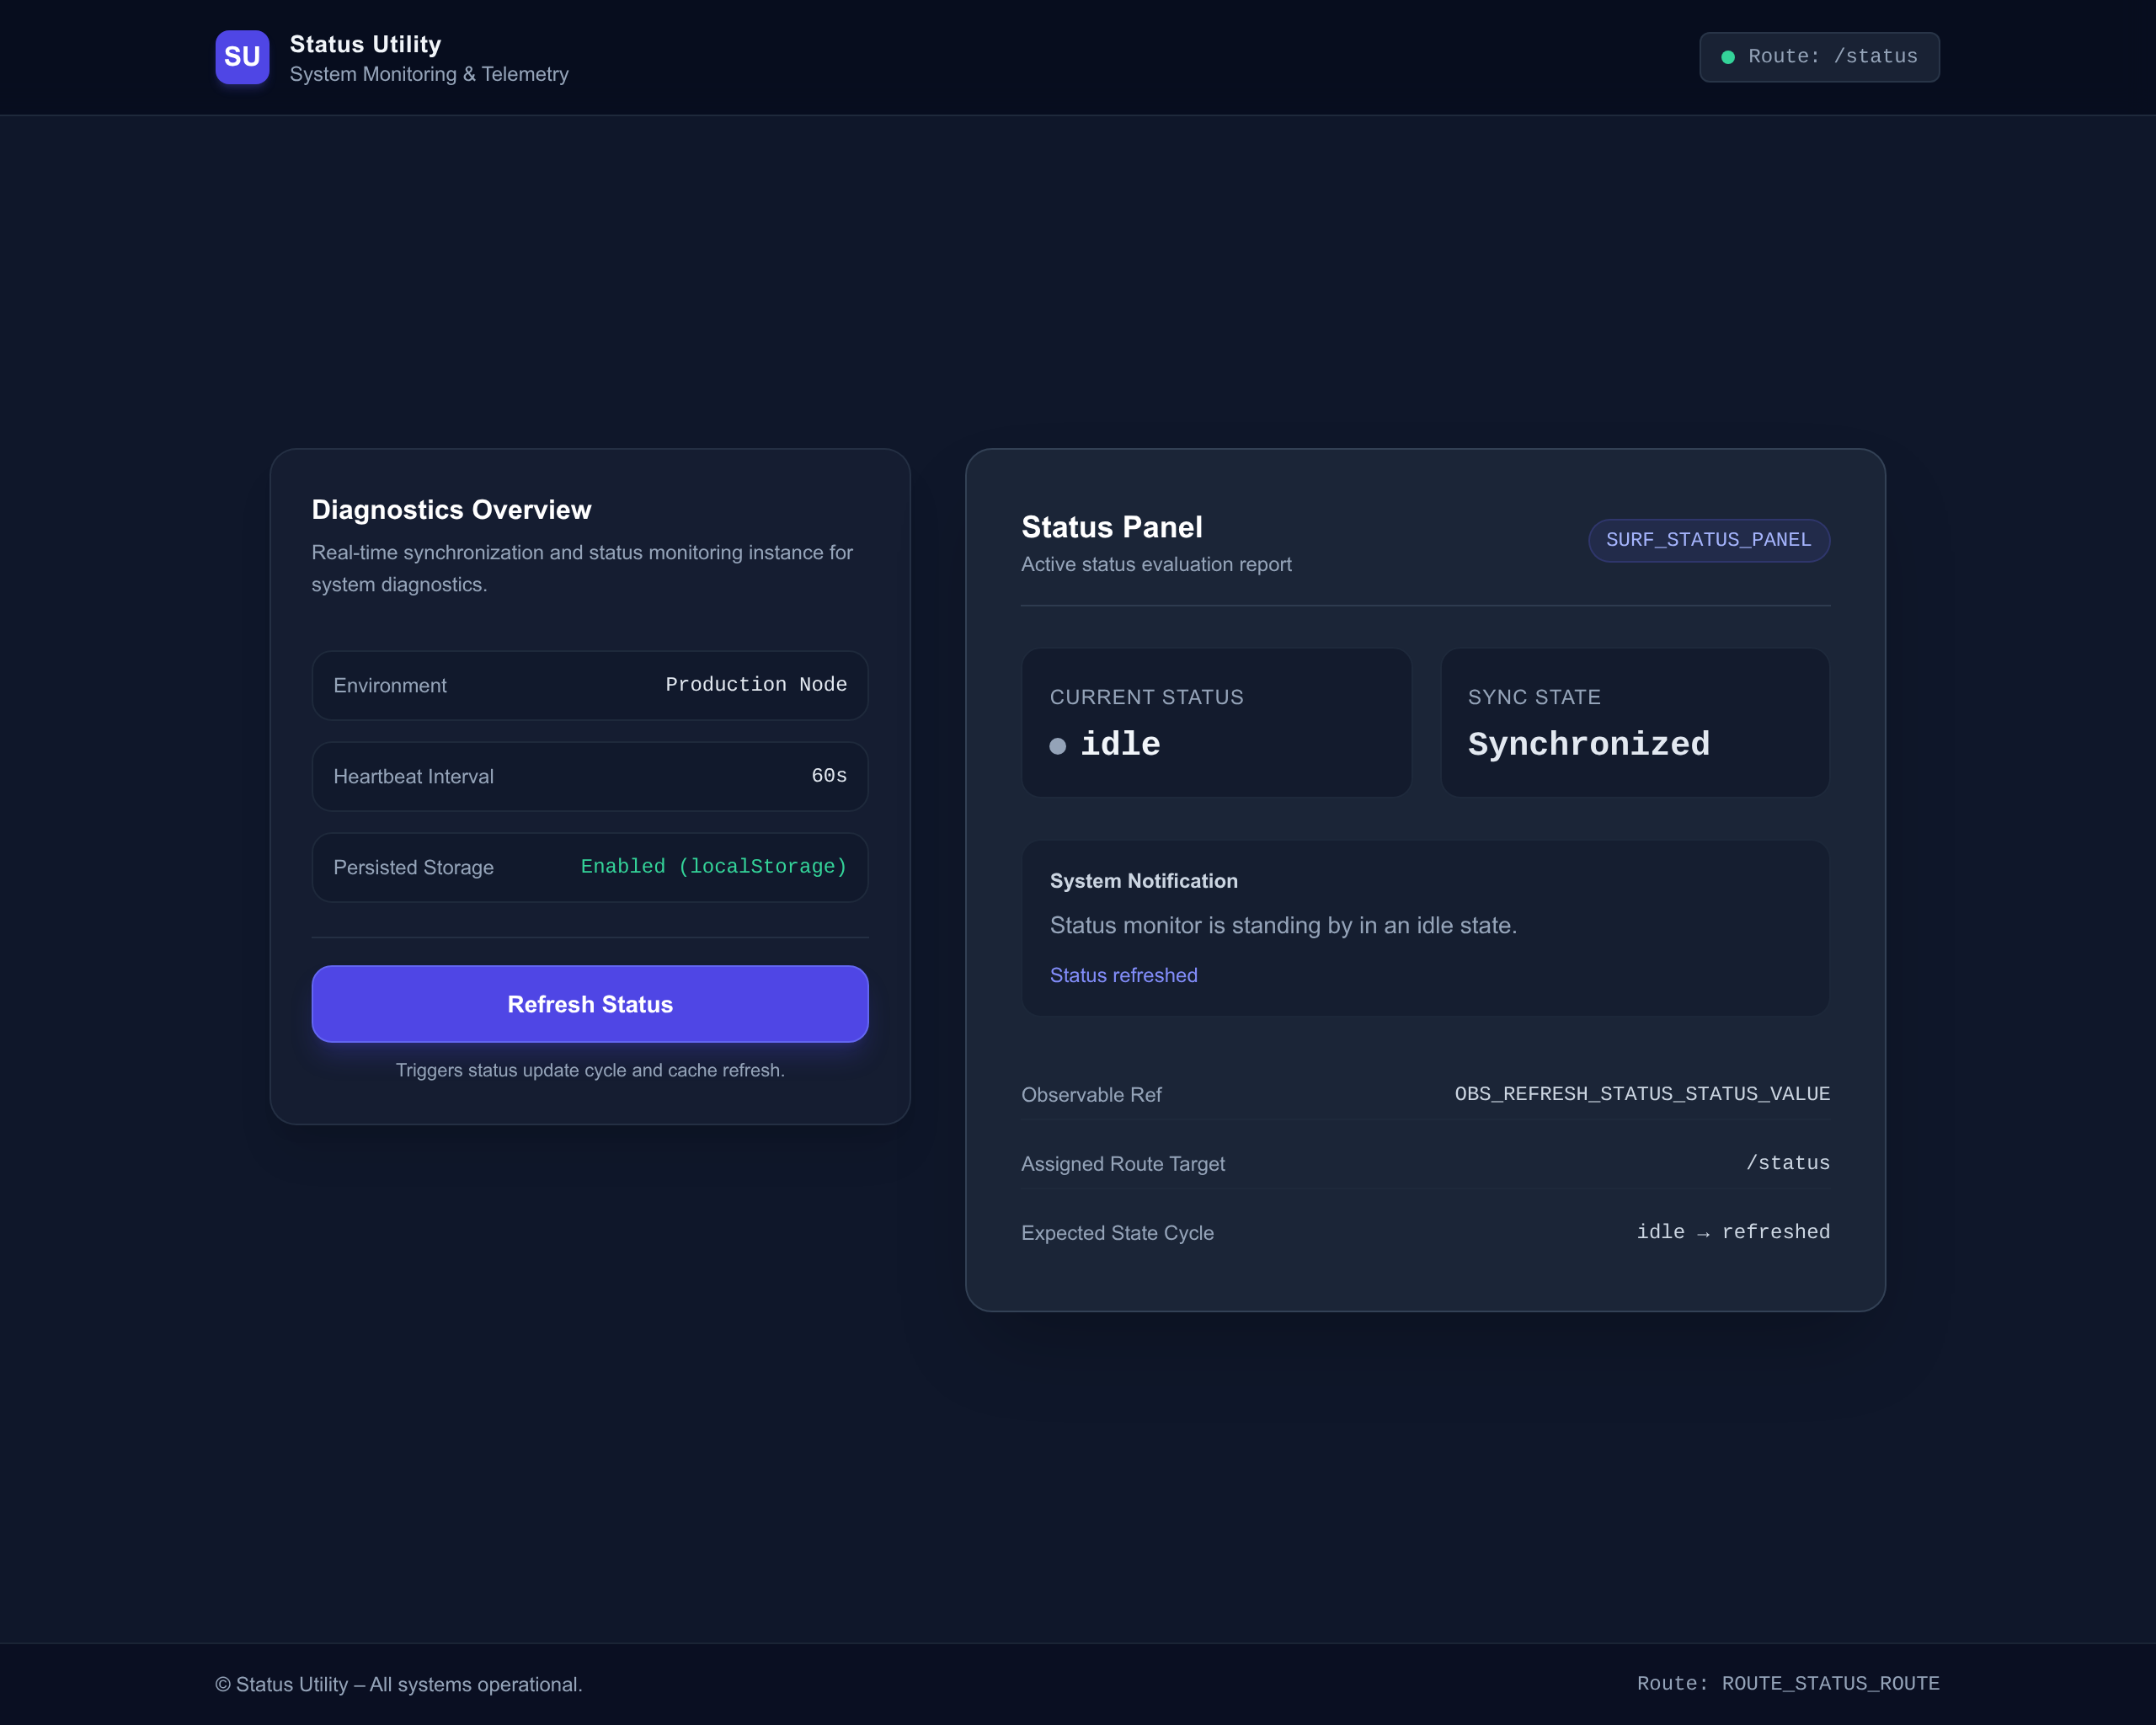 SU
Status Utility
System Monitoring & Telemetry
Route: /status
Diagnostics Overview
Real-time synchronization and status monitoring instance for
system diagnostics.
Environment
Production Node
Heartbeat Interval
60s
Persisted Storage
Enabled (localStorage)
Refresh Status
Triggers status update cycle and cache refresh.
Status Panel
Active status evaluation report
SURF_STATUS_PANEL
CURRENT STATUS
idle
SYNC STATE
Synchronized
System Notification
Status monitor is standing by in an idle state.
Status refreshed
Observable Ref
OBS_REFRESH_STATUS_STATUS_VALUE
Assigned Route Target
/status
Expected State Cycle
idle → refreshed
© Status Utility – All systems operational.
Route: ROUTE_STATUS_ROUTE